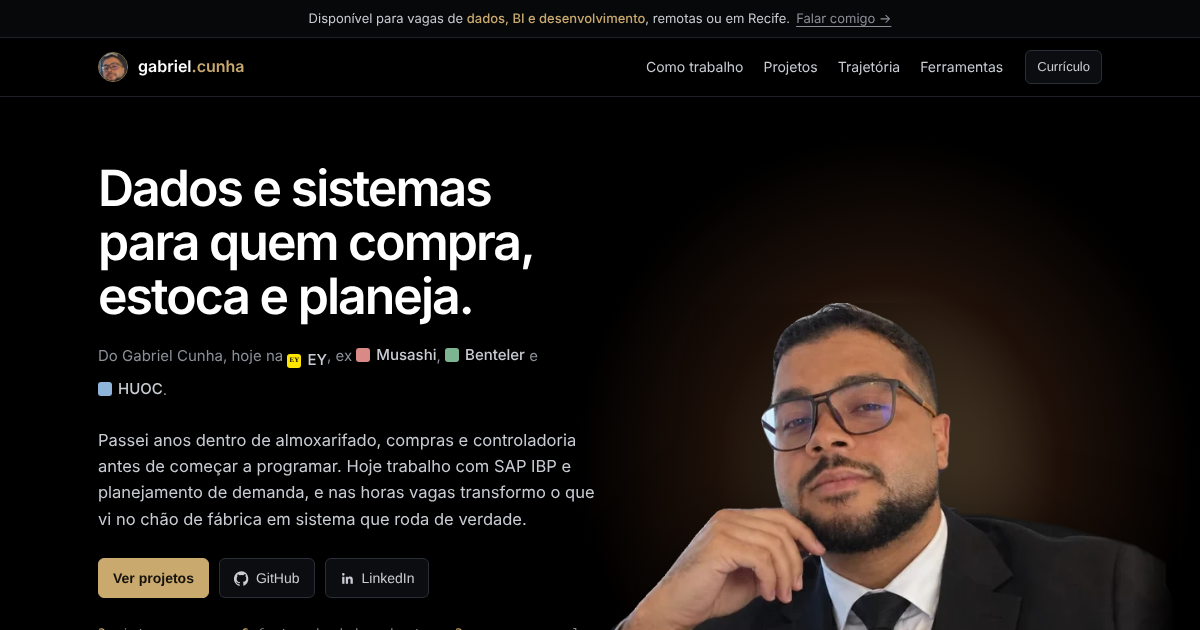 Disponível para vagas de dados, BI e desenvolvimento, remotas ou em Recife. Falar comigo →
gabriel.cunha
Como trabalho Projetos Trajetória Ferramentas Currículo
Dados e sistemas
para quem compra,
estoca e planeja.
Do Gabriel Cunha, hoje na EY EY, ex Musashi, Benteler e
HUOC.
Passei anos dentro de almoxarifado, compras e controladoria
antes de começar a programar. Hoje trabalho com SAP IBP e
planejamento de demanda, e nas horas vagas transformo o que
vi no chão de fábrica em sistema que roda de verdade.
Ver projetos GitHub in LinkedIn